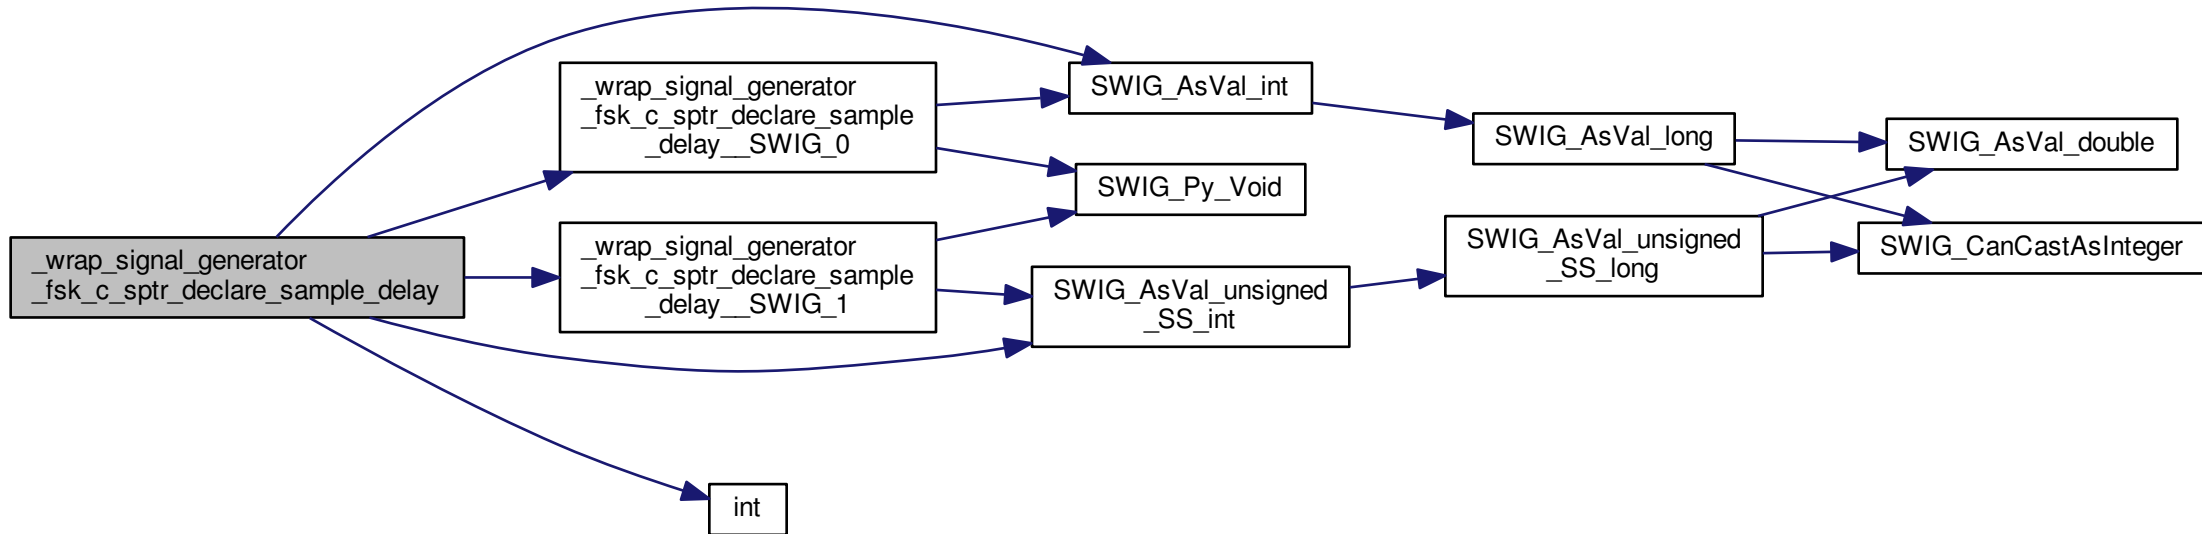 _wrap_signal_generator
_fsk_c_sptr_declare_sample_delay
_wrap_signal_generator
_fsk_c_sptr_declare_sample
_delay__SWIG_0
_wrap_signal_generator
_fsk_c_sptr_declare_sample
_delay__SWIG_1
int
SWIG_AsVal_int
SWIG_Py_Void
SWIG_AsVal_unsigned
_SS_int
SWIG_AsVal_long
SWIG_AsVal_unsigned
_SS_long
SWIG_AsVal_double
SWIG_CanCastAsInteger